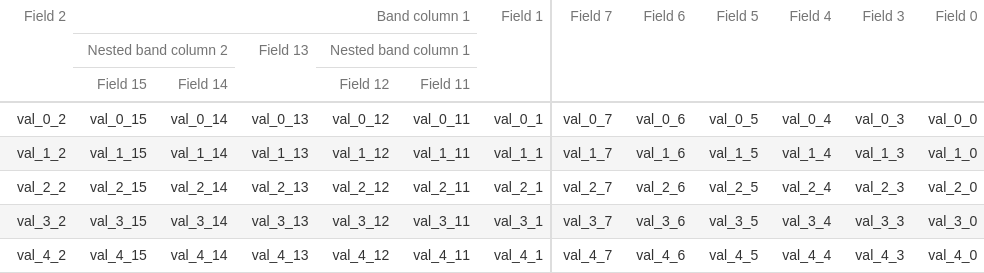 Field 2 Band column 1 Field 1 Field 7 Field 6 Field 5 Field 4 Field 3 Field 0
Nested band column 2 Field 13 Nested band column 1
Field 15 Field 14 Field 12 Field 11
val_0_2 val_0_15 val_0_14 val_0_13 val_0_12 val_0_11 val_0_1 val_0_7 val_0_6 val_0_5 val_0_4 val_0_3 val_0_0
val_1_2 val_1_15 val_1_14 val_1_13 val_1_12 val_1_11 val_1_1 val_1_7 val_1_6 val_1_5 val_1_4 val_1_3 val_1_0
val_2_2 val_2_15 val_2_14 val_2_13 val_2_12 val_2_11 val_2_1 val_2_7 val_2_6 val_2_5 val_2_4 val_2_3 val_2_0
val_3_2 val_3_15 val_3_14 val_3_13 val_3_12 val_3_11 val_3_1 val_3_7 val_3_6 val_3_5 val_3_4 val_3_3 val_3_0
val_4_2 val_4_15 val_4_14 val_4_13 val_4_12 val_4_11 val_4_1 val_4_7 val_4_6 val_4_5 val_4_4 val_4_3 val_4_0